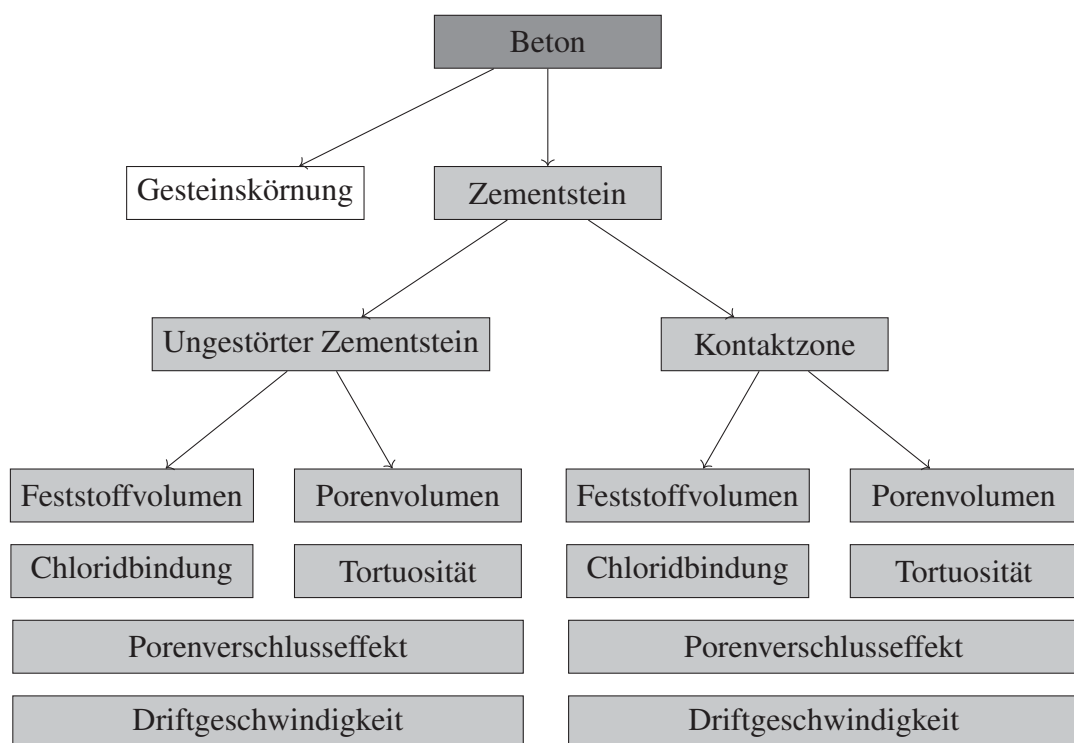 Beton
Gesteinskörnung
Zementstein
Ungestörter Zementstein
Kontaktzone
Feststoffvolumen
Porenvolumen
Feststoffvolumen
Porenvolumen
Chloridbindung
Tortuosität
Chloridbindung
Tortuosität
Porenverschlusseffekt
Porenverschlusseffekt
Driftgeschwindigkeit
Driftgeschwindigkeit